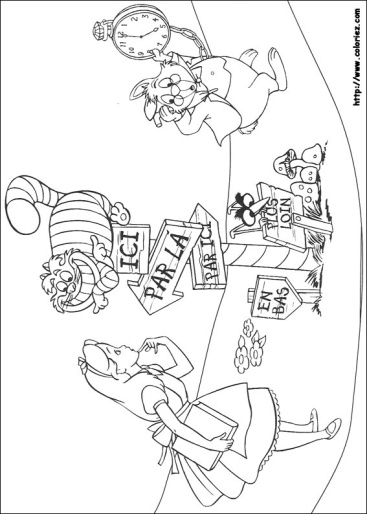 ICI
PAR LA
PAR ICI
PLUS
LOIN
EN
BAS
http://www.coloriez.com